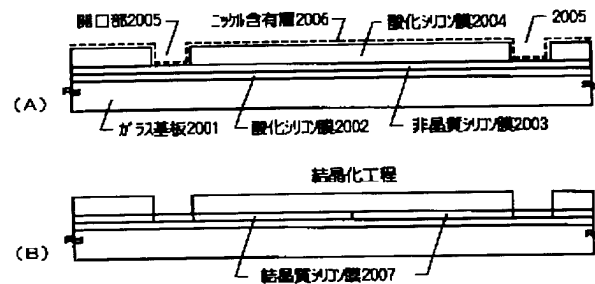 開口部2005 ニッケル含有層2006 酸化シリコン膜2004 2005
(A)
ガラス基板2001 酸化シリコン膜2002 非晶質シリコン膜2003
結晶化工程
(B)
結晶質シリコン膜2007